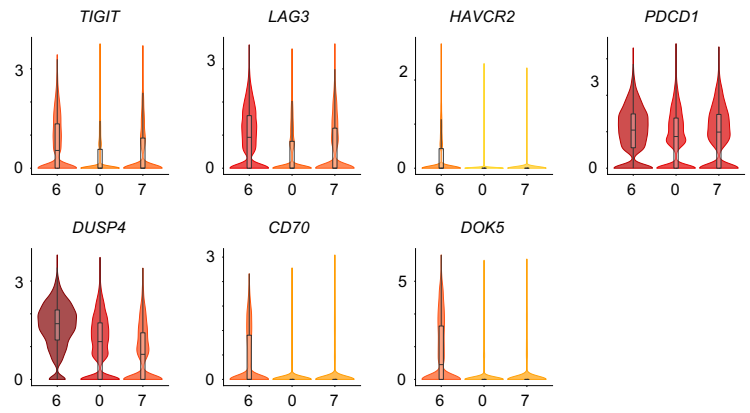 TIGIT LAG3 HAVCR2 PDCD1
3 3 2 3
0 0 0 0
6 0 7 6 0 7 6 0 7 6 0 7
DUSP4 CD70 DOK5
3 3 5
0 0 0
6 0 7 6 0 7 6 0 7